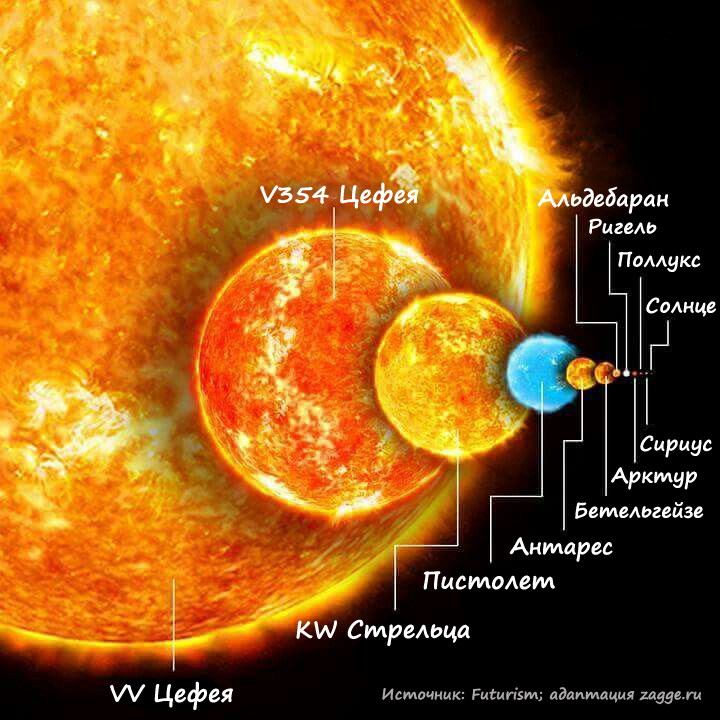 V354 Цефея
Альдебаран
Ригель
Поллукс
Солнце
Сириус
Арктур
Бетельгейзе
Антарес
Пистолет
KW Стрельца
VV Цефея
Источник: Futurism; адаптация zagge.ru